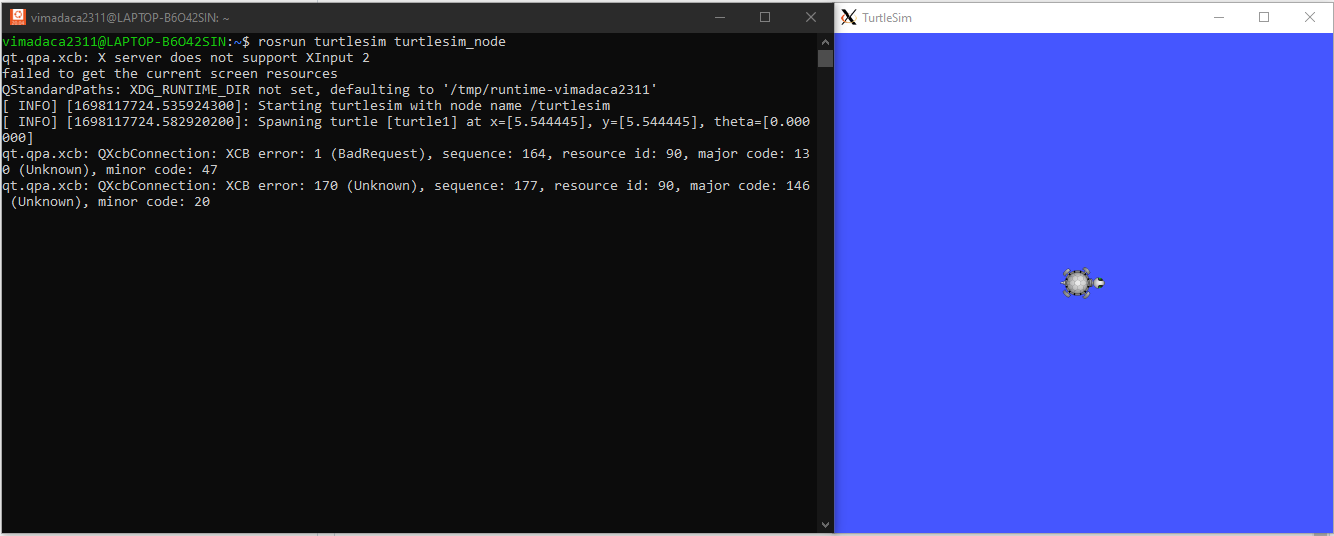 vimadaca2311@LAPTOP-B6O42SIN: ~
TurtleSim
vimadaca2311@LAPTOP-B6O42SIN:~$ rosrun turtlesim turtlesim_node
qt.qpa.xcb: X server does not support XInput 2
failed to get the current screen resources
QStandardPaths: XDG_RUNTIME_DIR not set, defaulting to '/tmp/runtime-vimadaca2311'
[ INFO] [1698117724.535924300]: Starting turtlesim with node name /turtlesim
[ INFO] [1698117724.582920200]: Spawning turtle [turtle1] at x=[5.544445], y=[5.544445], theta=[0.000
000]
qt.qpa.xcb: QXcbConnection: XCB error: 1 (BadRequest), sequence: 164, resource id: 90, major code: 13
0 (Unknown), minor code: 47
qt.qpa.xcb: QXcbConnection: XCB error: 170 (Unknown), sequence: 177, resource id: 90, major code: 146
 (Unknown), minor code: 20